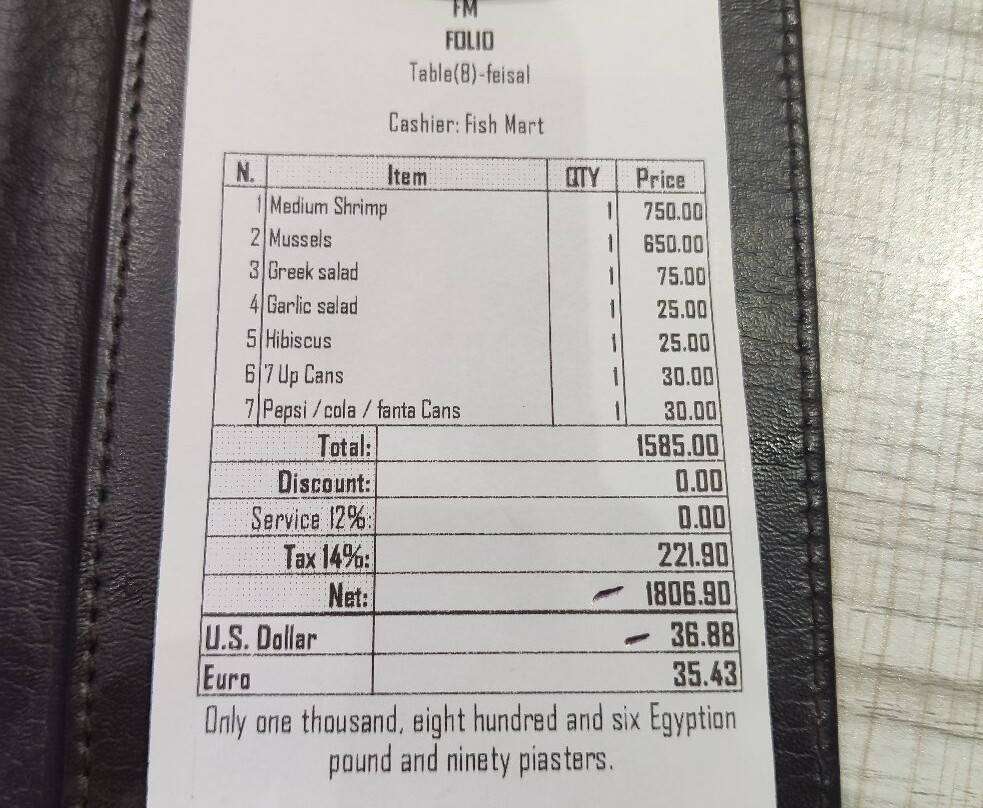 FM
FOLIO
Table(8)-feisal
Cashier: Fish Mart
N. Item QTY Price
1 Medium Shrimp 1 750.00
2 Mussels 1 650.00
3 Greek salad 1 75.00
4 Garlic salad 1 25.00
5 Hibiscus 1 25.00
6 7 Up Cans 1 30.00
7 Pepsi / cola / fanta Cans 1 30.00
Total: 1585.00
Discount: 0.00
Service 12%: 0.00
Tax 14%: 221.90
Net: 1806.90
U.S. Dollar 36.88
Euro 35.43
Only one thousand, eight hundred and six Egyption
pound and ninety piasters.